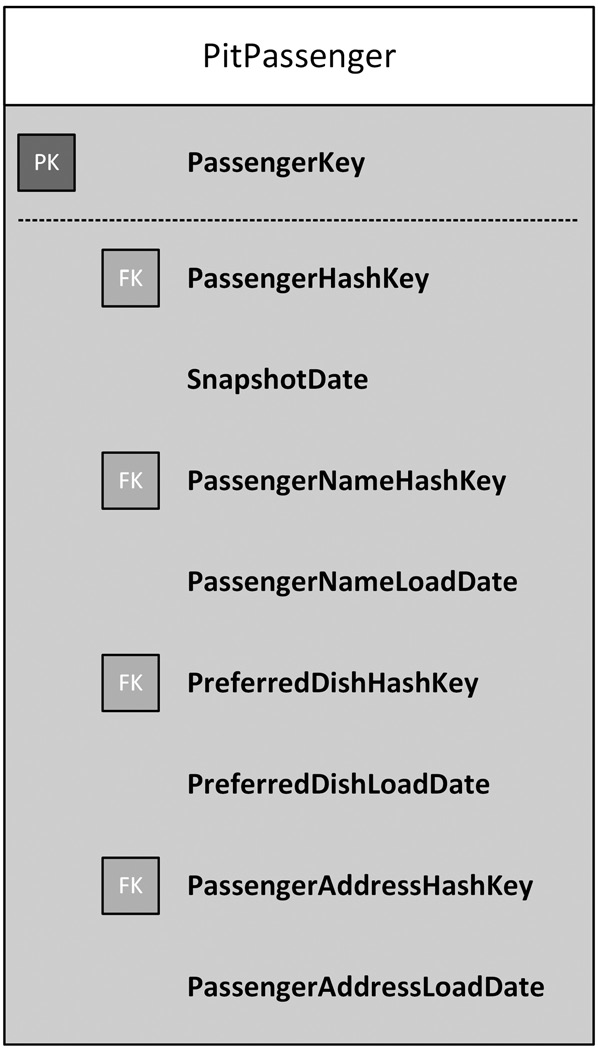 PitPassenger
PK PassengerKey
FK PassengerHashKey
SnapshotDate
FK PassengerNameHashKey
PassengerNameLoadDate
FK PreferredDishHashKey
PreferredDishLoadDate
FK PassengerAddressHashKey
PassengerAddressLoadDate